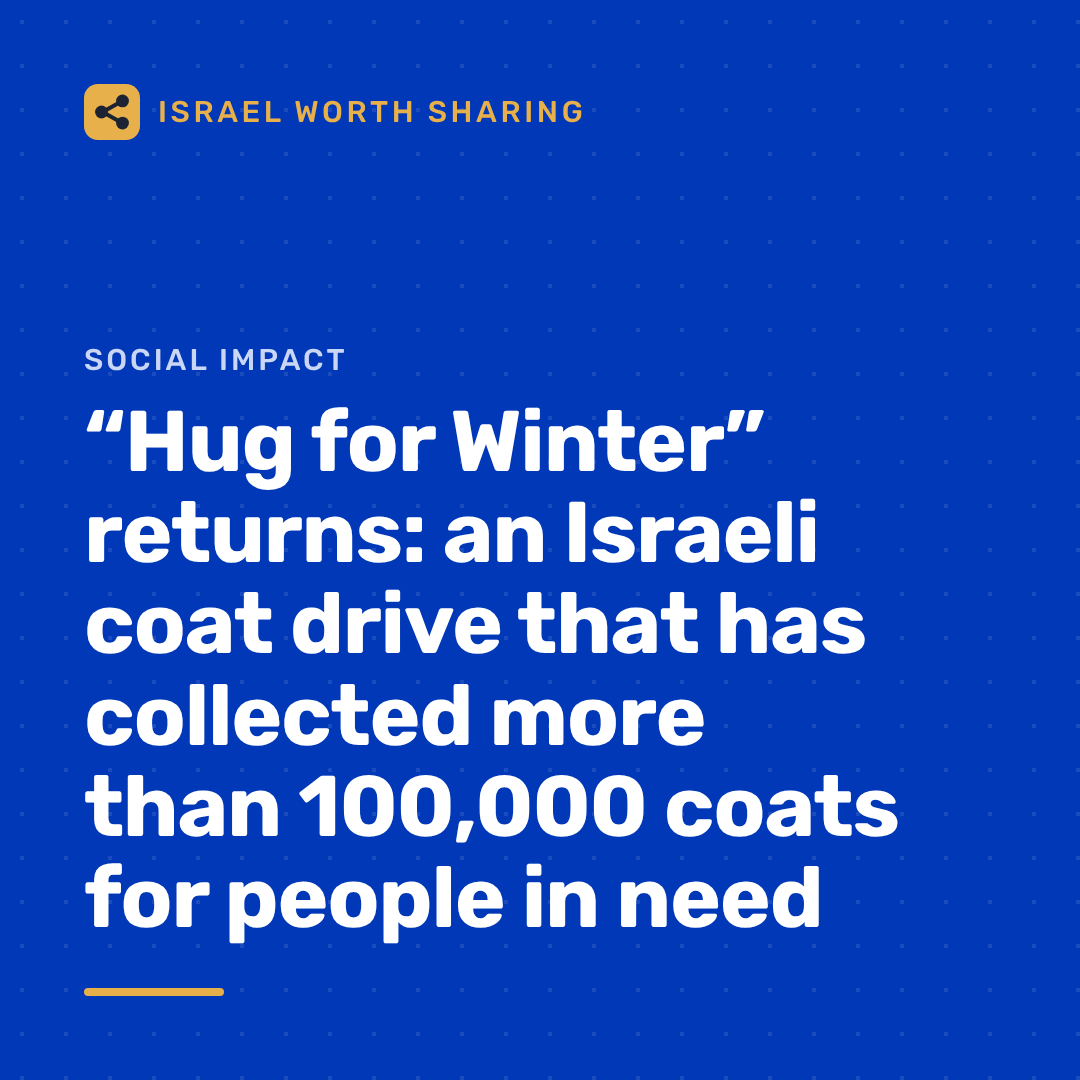 ISRAEL WORTH SHARING
SOCIAL IMPACT
“Hug for Winter”
returns: an Israeli
coat drive that has
collected more
than 100,000 coats
for people in need